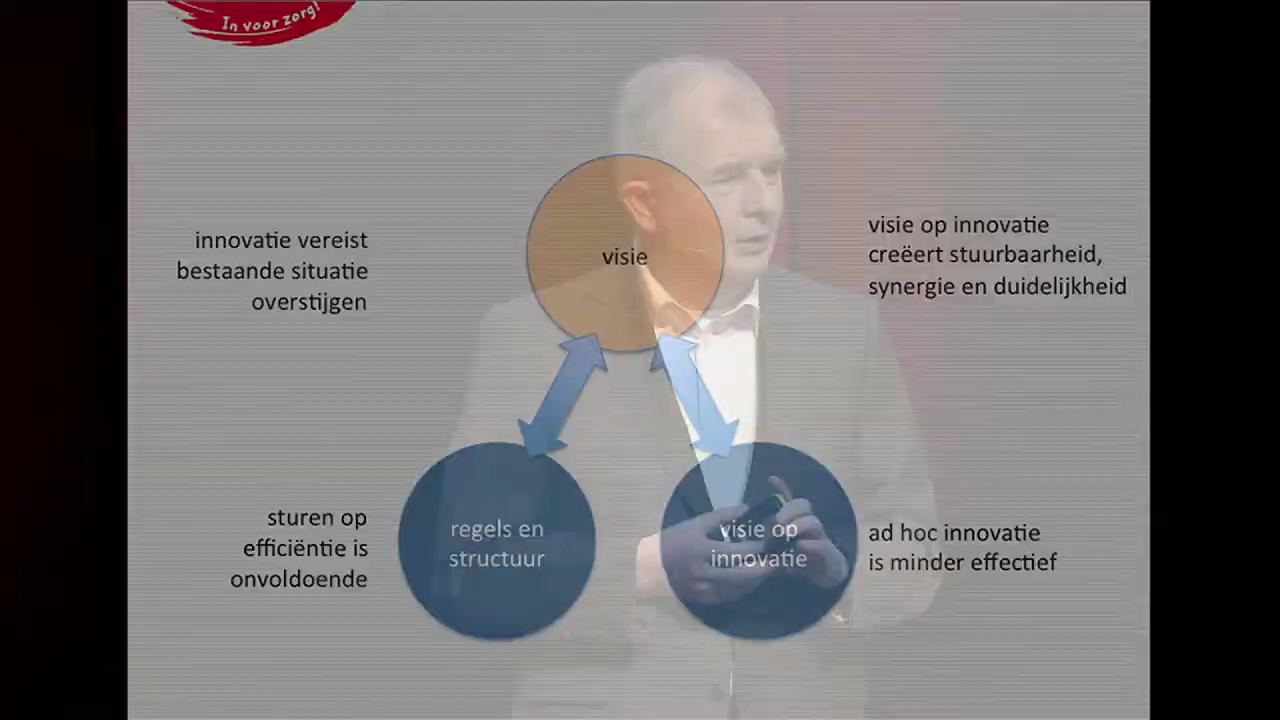 In voor zorg!
innovatie vereist
bestaande situatie
overstijgen
visie
visie op innovatie
creëert stuurbaarheid,
synergie en duidelijkheid
sturen op
efficiëntie is
onvoldoende
regels en
structuur
visie op
innovatie
ad hoc innovatie
is minder effectief